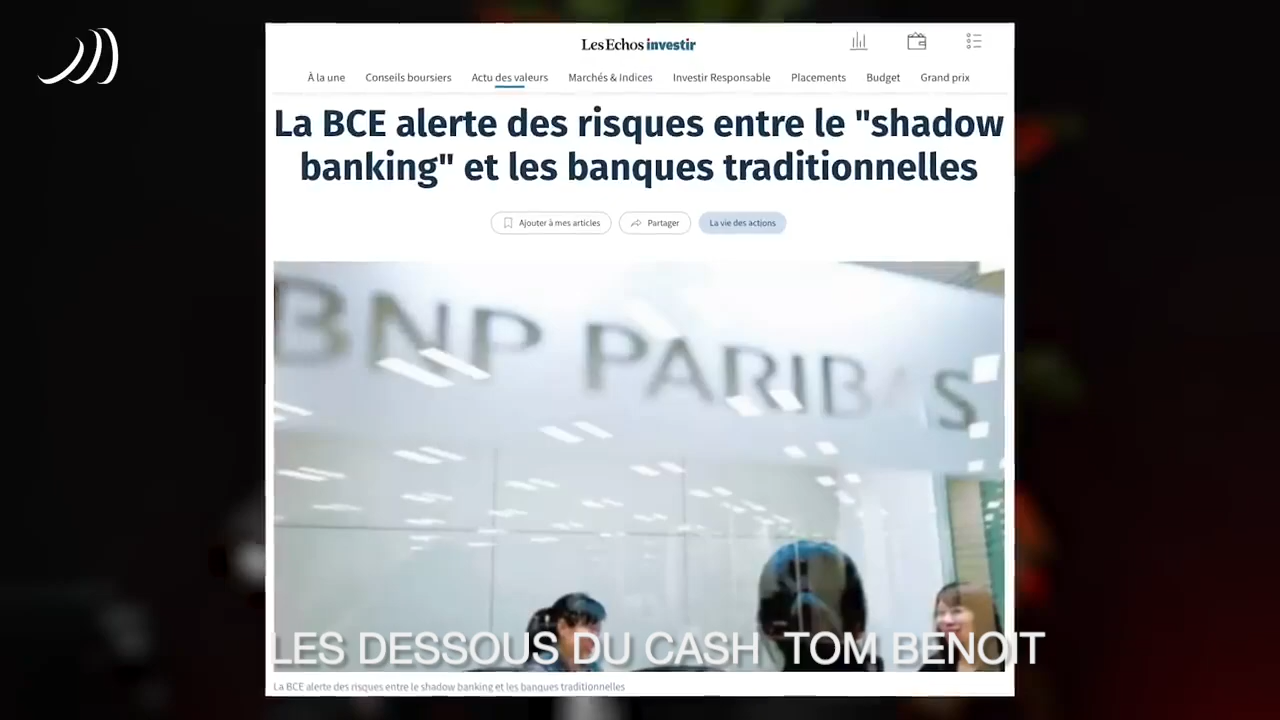 Les Echos investir
À la une Conseils boursiers Actu des valeurs Marchés & Indices Investir Responsable Placements Budget Grand prix
La BCE alerte des risques entre le "shadow
banking" et les banques traditionnelles
Ajouter à mes articles Partager La vie des actions
BNP PARIBAS
LES DESSOUS DU CASH TOM BENOIT
La BCE alerte des risques entre le shadow banking et les banques traditionnelles